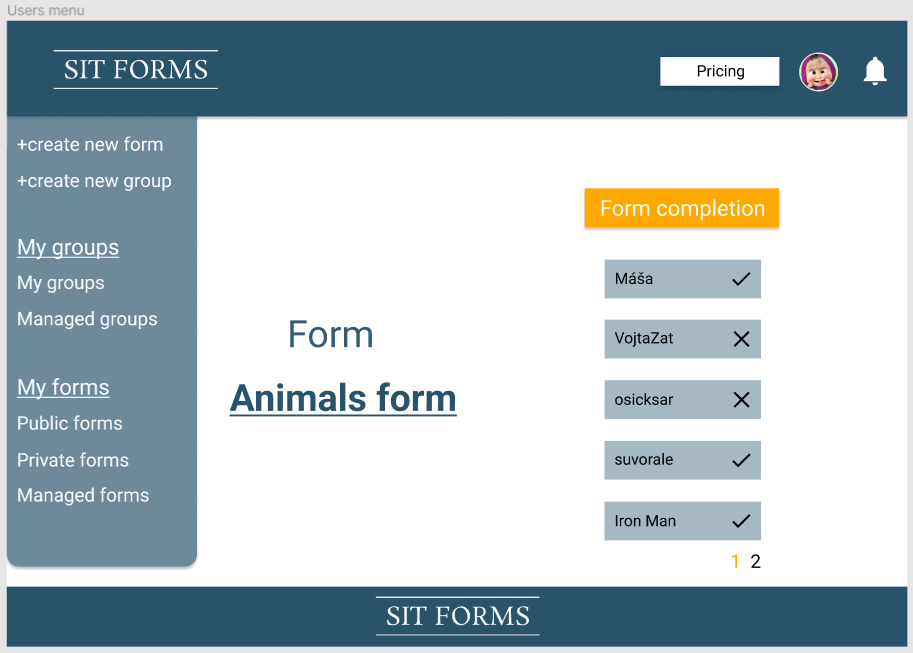 Users menu
SIT FORMS
Pricing
+create new form
+create new group
My groups
My groups
Managed groups
My forms
Public forms
Private forms
Managed forms
Form
Animals form
Form completion
Máša
VojtaZat
osicksar
suvorale
Iron Man
1 2
SIT FORMS